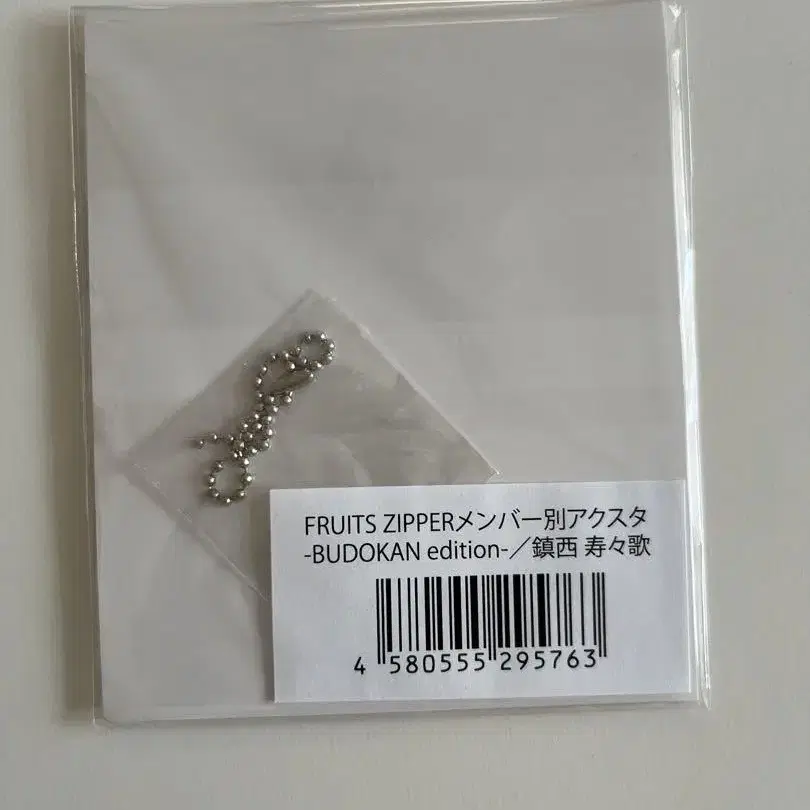 FRUITS ZIPPERメンバー別アクスタ
-BUDOKAN edition-／鎮西 寿々歌
4 580555 295763